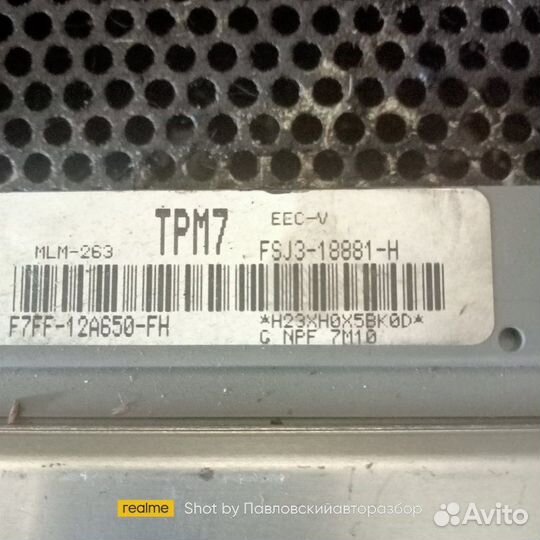 TPM7 EEC-V
MLM-263 FSJ3-18881-H
F7FF-12A650-FH *H23XH0X5BK0D*
C NPF 7M10
realme Shot by Павловскийавторазбор
Avito